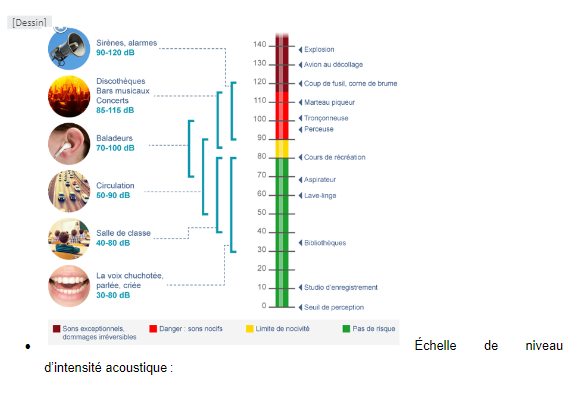 [Dessin]
Sirènes, alarmes
90-120 dB
Discothèques
Bars musicaux
Concerts
85-115 dB
Baladeurs
70-100 dB
Circulation
50-90 dB
Salle de classe
40-80 dB
La voix chuchotée,
parlée, criée
30-80 dB
140
130
120
110
100
90
80
70
60
50
40
30
20
10
0
Explosion
Avion au décollage
Coup de fusil, corne de brume
Marteau piqueur
Tronçonneuse
Perceuse
Cours de récréation
Aspirateur
Lave-linge
Bibliothèques
Studio d'enregistrement
Seuil de perception
Sons exceptionnels,
dommages irréversibles
Danger : sons nocifs
Limite de nocivité
Pas de risque
• Échelle de niveau
d'intensité acoustique :